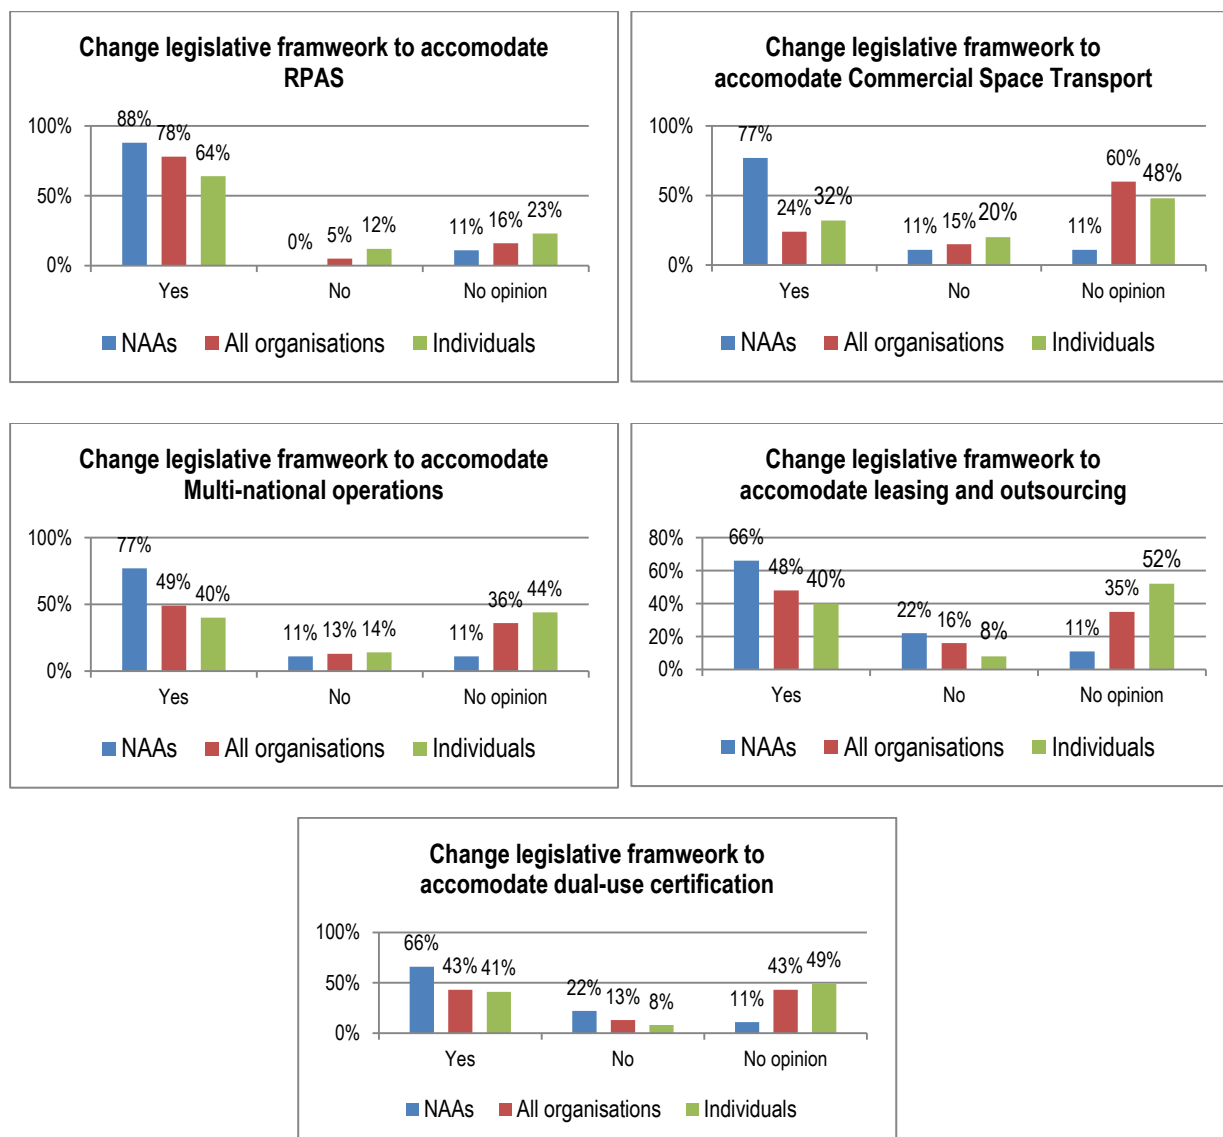 Change legislative framweork to accomodate
RPAS
100%
50%
0%
88%
78%
64%
0%
5%
12%
11%
16%
23%
Yes
No
No opinion
NAAs
All organisations
Individuals
Change legislative framweork to
accomodate Commercial Space Transport
100%
50%
0%
77%
24%
32%
11%
15%
20%
11%
60%
48%
Yes
No
No opinion
NAAs
All organisations
Individuals
Change legislative framweork to accomodate
Multi-national operations
100%
50%
0%
77%
49%
40%
11%
13%
14%
11%
36%
44%
Yes
No
No opinion
NAAs
All organisations
Individuals
Change legislative framweork to
accomodate leasing and outsourcing
80%
60%
40%
20%
0%
66%
48%
40%
22%
16%
8%
11%
35%
52%
Yes
No
No opinion
NAAs
All organisations
Individuals
Change legislative framweork to
accomodate dual-use certification
100%
50%
0%
66%
43%
41%
22%
13%
8%
11%
43%
49%
Yes
No
No opinion
NAAs
All organisations
Individuals